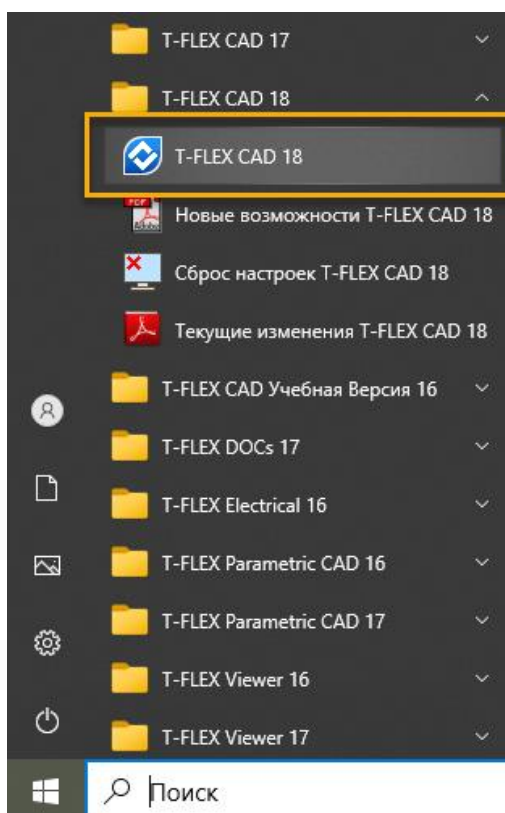 T-FLEX CAD 17
T-FLEX CAD 18
T-FLEX CAD 18
Новые возможности T-FLEX CAD 18
Сброс настроек T-FLEX CAD 18
Текущие изменения T-FLEX CAD 18
T-FLEX CAD Учебная Версия 16
T-FLEX DOCs 17
T-FLEX Electrical 16
T-FLEX Parametric CAD 16
T-FLEX Parametric CAD 17
T-FLEX Viewer 16
T-FLEX Viewer 17
Поиск